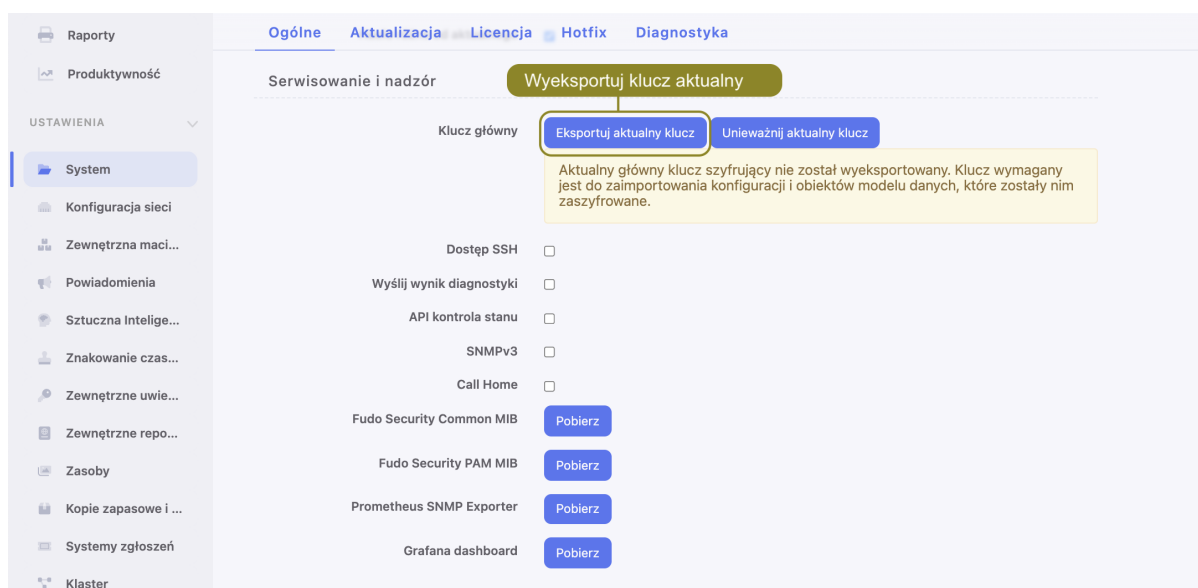 Raporty
Produktywność
USTAWIENIA
System
Konfiguracja sieci
Zewnętrzna maci...
Powiadomienia
Sztuczna Intelige...
Znakowanie czas...
Zewnętrzne uwie...
Zewnętrzne repo...
Zasoby
Kopie zapasowe i ...
Systemy zgłoszeń
Klaster
Ogólne Aktualizacja Licencja Hotfix Diagnostyka
Serwisowanie i nadzór
Wyeksportuj klucz aktualny
Klucz główny Eksportuj aktualny klucz Unieważnij aktualny klucz
Aktualny główny klucz szyfrujący nie został wyeksportowany. Klucz wymagany
jest do zaimportowania konfiguracji i obiektów modelu danych, które zostały nim
zaszyfrowane.
Dostęp SSH
Wyślij wynik diagnostyki
API kontrola stanu
SNMPv3
Call Home
Fudo Security Common MIB Pobierz
Fudo Security PAM MIB Pobierz
Prometheus SNMP Exporter Pobierz
Grafana dashboard Pobierz